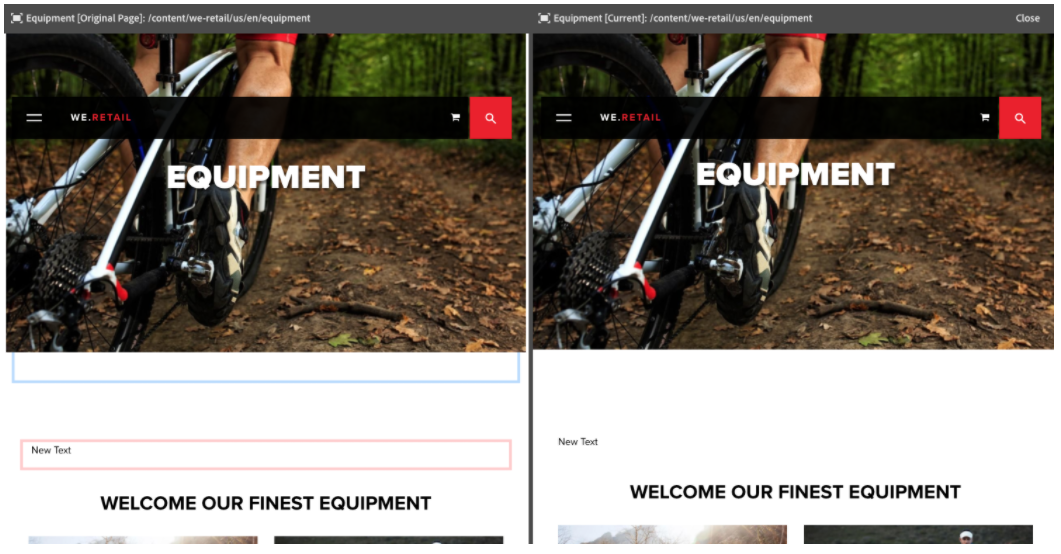 Equipment [Original Page]: /content/we-retail/us/en/equipment
WE.RETAIL
EQUIPMENT
New Text
WELCOME OUR FINEST EQUIPMENT
Equipment [Current]: /content/we-retail/us/en/equipment
Close
WE.RETAIL
EQUIPMENT
New Text
WELCOME OUR FINEST EQUIPMENT